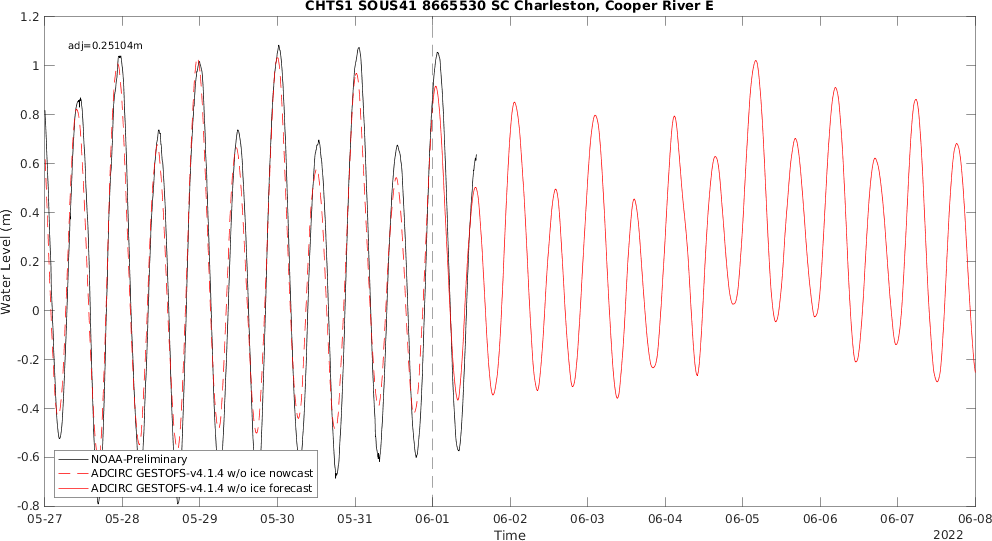 CHTS1 SOUS41 8665530 SC Charleston, Cooper River E
adj=0.25104m
1.2
1
0.8
0.6
0.4
0.2
0
-0.2
-0.4
-0.6
-0.8
Water Level (m)
NOAA-Preliminary
ADCIRC GESTOFS-v4.1.4 w/o ice nowcast
ADCIRC GESTOFS-v4.1.4 w/o ice forecast
05-27 05-28 05-29 05-30 05-31 06-01 06-02 06-03 06-04 06-05 06-06 06-07 06-08
Time
2022